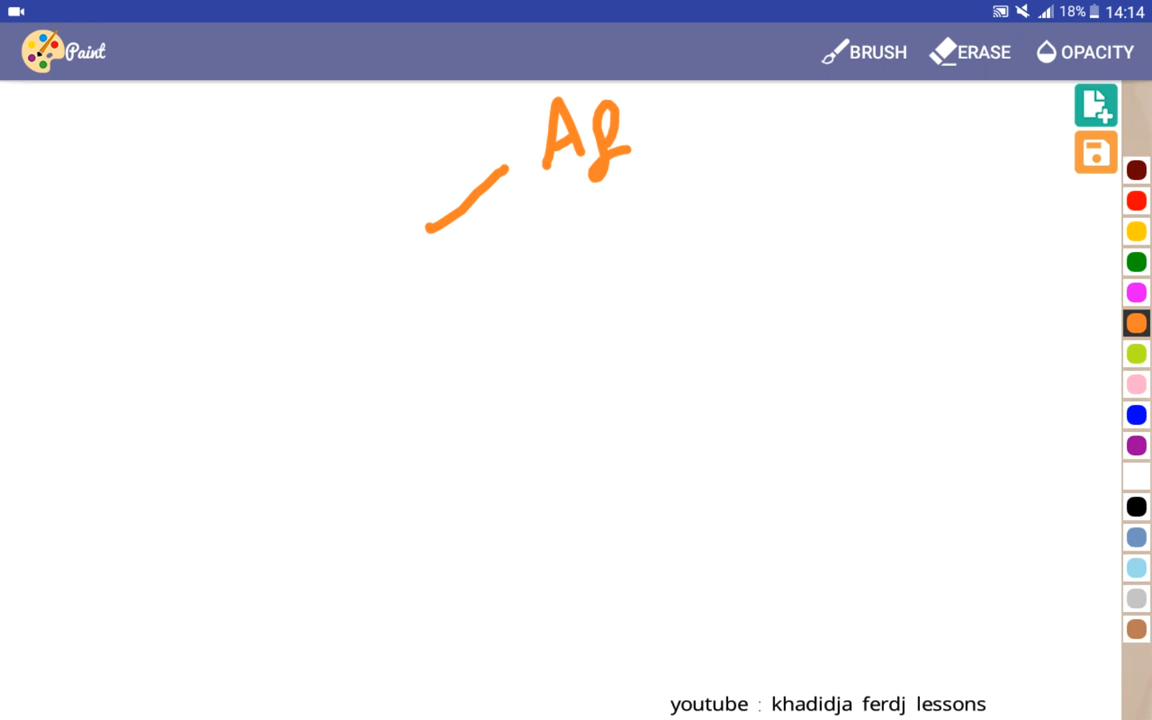 18% 14:14
Paint BRUSH ERASE OPACITY
Af
youtube : khadidja ferdj lessons